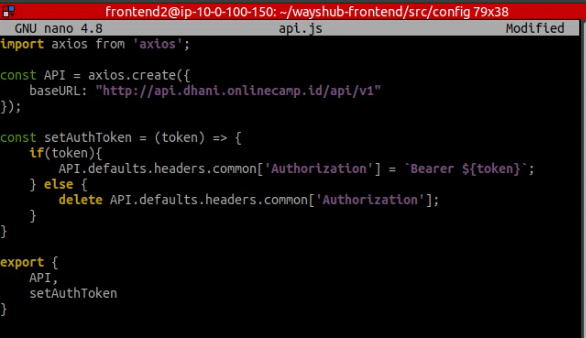 frontend2@ip-10-0-100-150: ~/wayshub-frontend/src/config 79x38
GNU nano 4.8 api.js Modified
import axios from 'axios';
const API = axios.create({
    baseURL: "http://api.dhani.onlinecamp.id/api/v1"
});
const setAuthToken = (token) => {
    if(token){
        API.defaults.headers.common['Authorization'] = `Bearer ${token}`;
    } else {
        delete API.defaults.headers.common['Authorization'];
    }
}
export {
    API,
    setAuthToken
}